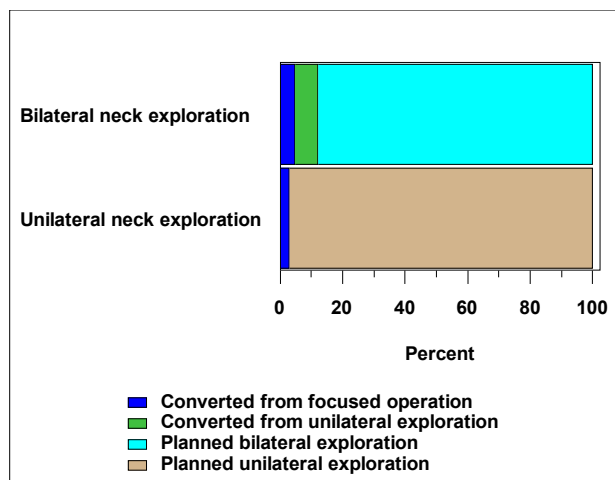 Bilateral neck exploration
Unilateral neck exploration
0 20 40 60 80 100
Percent
Converted from focused operation
Converted from unilateral exploration
Planned bilateral exploration
Planned unilateral exploration